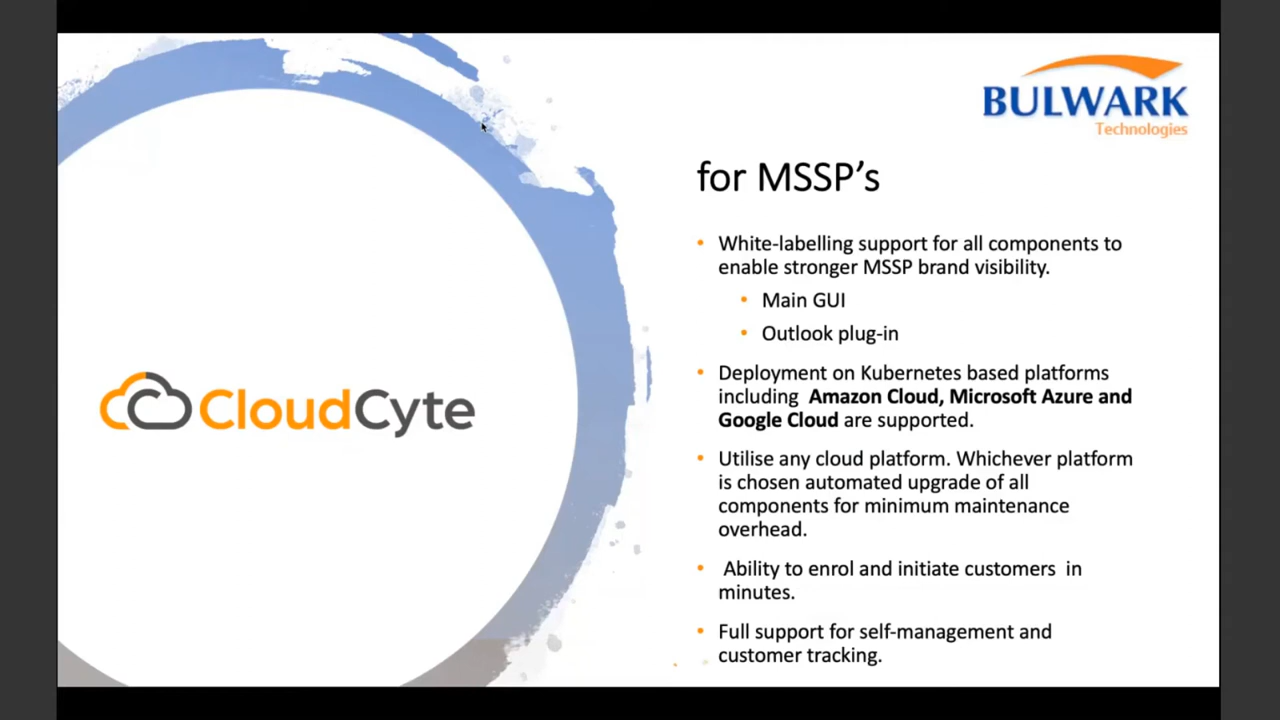 BULWARK
Technologies
for MSSP’s
White-labelling support for all components to
enable stronger MSSP brand visibility.
Main GUI
Outlook plug-in
Deployment on Kubernetes based platforms
including Amazon Cloud, Microsoft Azure and
Google Cloud are supported.
Utilise any cloud platform. Whichever platform
is chosen automated upgrade of all
components for minimum maintenance
overhead.
Ability to enrol and initiate customers in
minutes.
Full support for self-management and
customer tracking.
CloudCyte